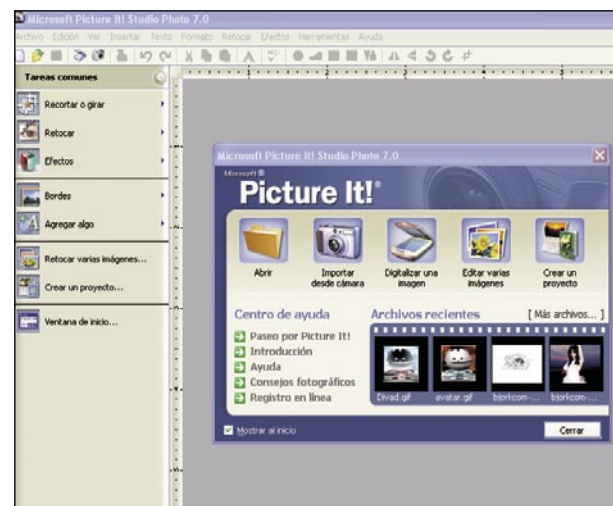 Microsoft Picture It! Studio Photo 7.0
Archivo Edición Ver Insertar Texto Formato Retocar Efectos Herramientas Ayuda
Tareas comunes
Recortar o girar
Retocar
Efectos
Bordes
Agregar algo
Retocar varias imágenes...
Crear un proyecto...
Ventana de inicio...
Microsoft Picture It! Studio Photo 7.0
Microsoft®
Picture It!®
Abrir
Importar desde cámara
Digitalizar una imagen
Editar varias imágenes
Crear un proyecto
Centro de ayuda
Paseo por Picture It!
Introducción
Ayuda
Consejos fotográficos
Registro en línea
Archivos recientes [ Más archivos... ]
Divad.gif avatar.gif bjorkcom-... bjorkcom-...
Mostrar al inicio
Cerrar